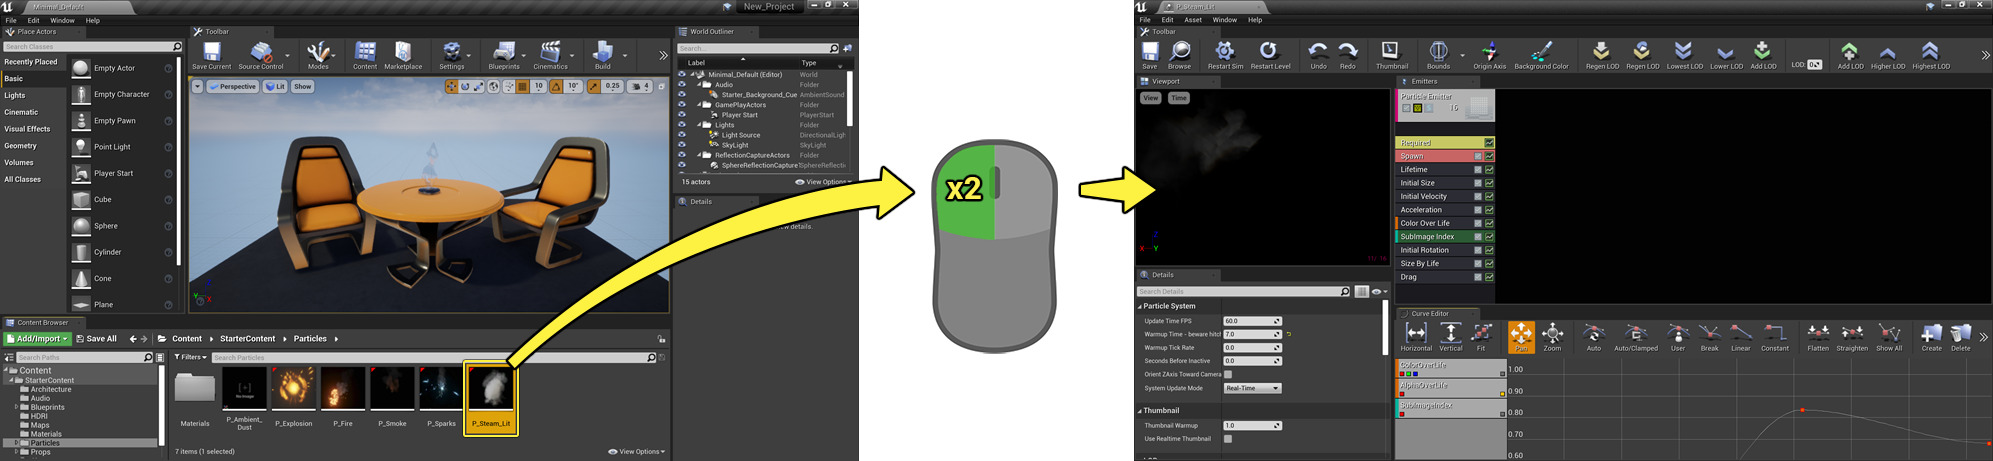 Minimal_Default
New_Project
File Edit Window Help
Place Actors
Search Classes
Recently Placed
Basic
Lights
Cinematic
Visual Effects
Geometry
Volumes
All Classes
Empty Actor
Empty Character
Empty Pawn
Point Light
Player Start
Cube
Sphere
Cylinder
Cone
Plane
Toolbar
Save Current Source Control Modes Content Marketplace Settings Blueprints Cinematics Build
Perspective Lit Show
10 10° 0.25 4
World Outliner
Search...
Label Type
Minimal_Default (Editor) World
Audio Folder
Starter_Background_Cue AmbientSound
GamePlayActors Folder
Player Start PlayerStart
Lights Folder
Light Source DirectionalLigh
SkyLight SkyLight
ReflectionCaptureActors Folder
SphereReflectionCapture SphereReflectic
15 actors View Options
Details
w details.
Content Browser
Add/Import Save All Content StarterContent Particles
Search Paths
Filters Search Particles
Content
StarterContent
Architecture
Audio
Blueprints
HDRI
Maps
Materials
Particles
Props
Materials
P_Ambient_Dust
P_Explosion
P_Fire
P_Smoke
P_Sparks
P_Steam_Lit
7 items (1 selected) View Options
x2
P_Steam_Lit
File Edit Asset Window Help
Toolbar
Save Browse Restart Sim Restart Level Undo Redo Thumbnail Bounds Origin Axis Background Color Regen LOD Regen LOD Lowest LOD Lower LOD Add LOD LOD: 0 Add LOD Higher LOD Highest LOD
Viewport
View Time
X Y Z
Emitters
Particle Emitter
Required
Spawn
Lifetime
Initial Size
Initial Velocity
Acceleration
Color Over Life
SubImage Index
Initial Rotation
Size By Life
Drag
Details
Search Details
Particle System
Update Time FPS 60.0
Warmup Time - beware hitch 7.0
Warmup Tick Rate 0.0
Seconds Before Inactive 0.0
Orient ZAxis Toward Camera
System Update Mode Real-Time
Thumbnail
Thumbnail Warmup 1.0
Use Realtime Thumbnail
Curve Editor
Horizontal Vertical Fit Pan Zoom Auto Auto/Clamped User Break Linear Constant Flatten Straighten Show All Create Delete
ColorOverLife
AlphaOverLife
SubImageIndex
1.00
0.90
0.80
0.70
0.60